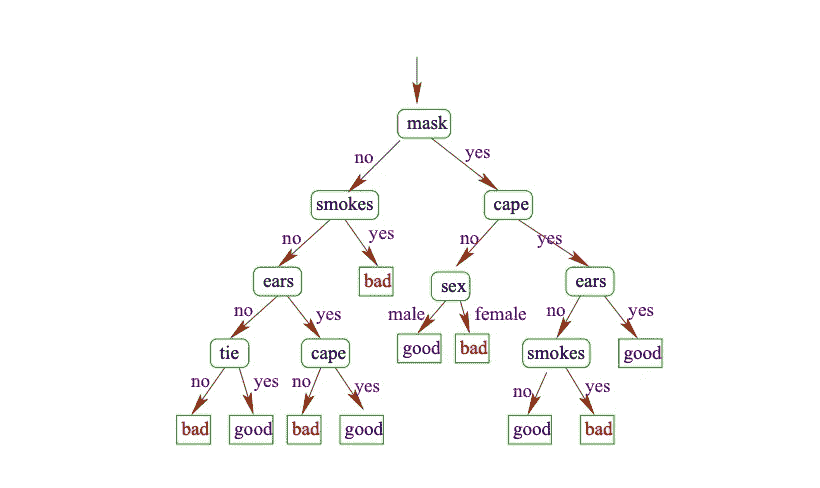 mask
no yes
smokes cape
no yes no yes
ears bad sex ears
no yes male female no yes
tie cape good bad smokes good
no yes no yes no yes
bad good bad good good bad